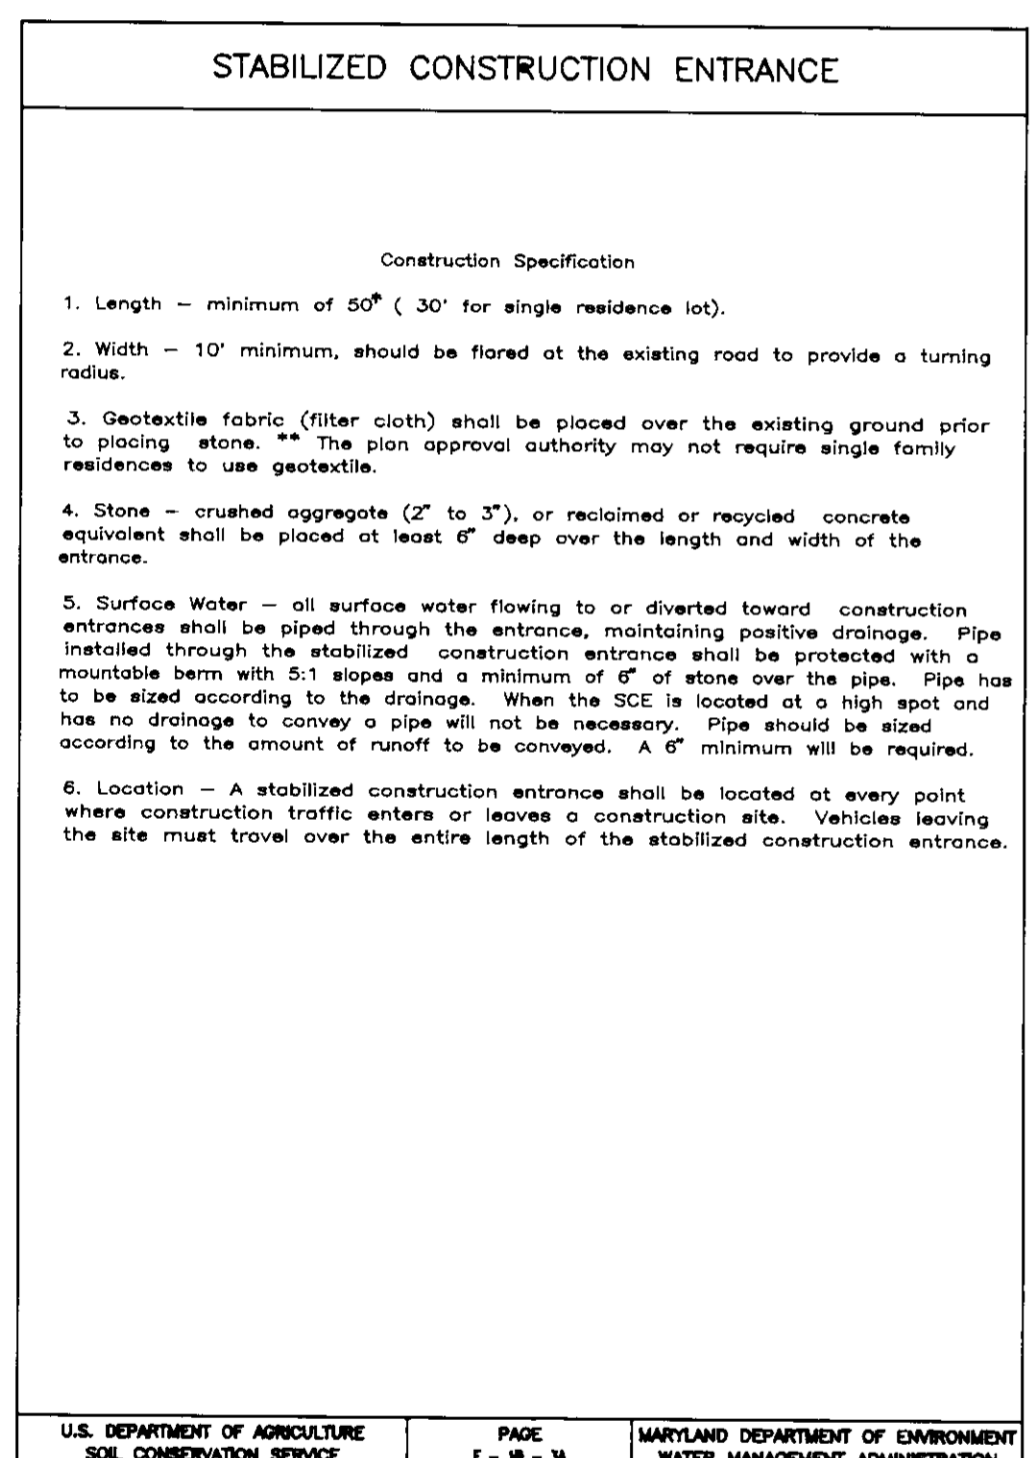 STABILIZED CONSTRUCTION ENTRANCE
Construction Specification
1. Length – minimum of 50* ( 30' for single residence lot).
2. Width – 10' minimum, should be flared at the existing road to provide a turning
radius.
3. Geotextile fabric (filter cloth) shall be placed over the existing ground prior
to placing stone. ** The plan approval authority may not require single family
residences to use geotextile.
4. Stone – crushed aggregate (2" to 3"), or reclaimed or recycled concrete
equivalent shall be placed at least 6" deep over the length and width of the
entrance.
5. Surface Water – all surface water flowing to or diverted toward construction
entrances shall be piped through the entrance, maintaining positive drainage. Pipe
installed through the stabilized construction entrance shall be protected with a
mountable berm with 5:1 slopes and a minimum of 6" of stone over the pipe. Pipe has
to be sized according to the drainage. When the SCE is located at a high spot and
has no drainage to convey a pipe will not be necessary. Pipe should be sized
according to the amount of runoff to be conveyed. A 6" minimum will be required.
6. Location – A stabilized construction entrance shall be located at every point
where construction traffic enters or leaves a construction site. Vehicles leaving
the site must travel over the entire length of the stabilized construction entrance.
U.S. DEPARTMENT OF AGRICULTURE
SOIL CONSERVATION SERVICE
PAGE
MARYLAND DEPARTMENT OF ENVIRONMENT
WATER MANAGEMENT ADMINISTRATION